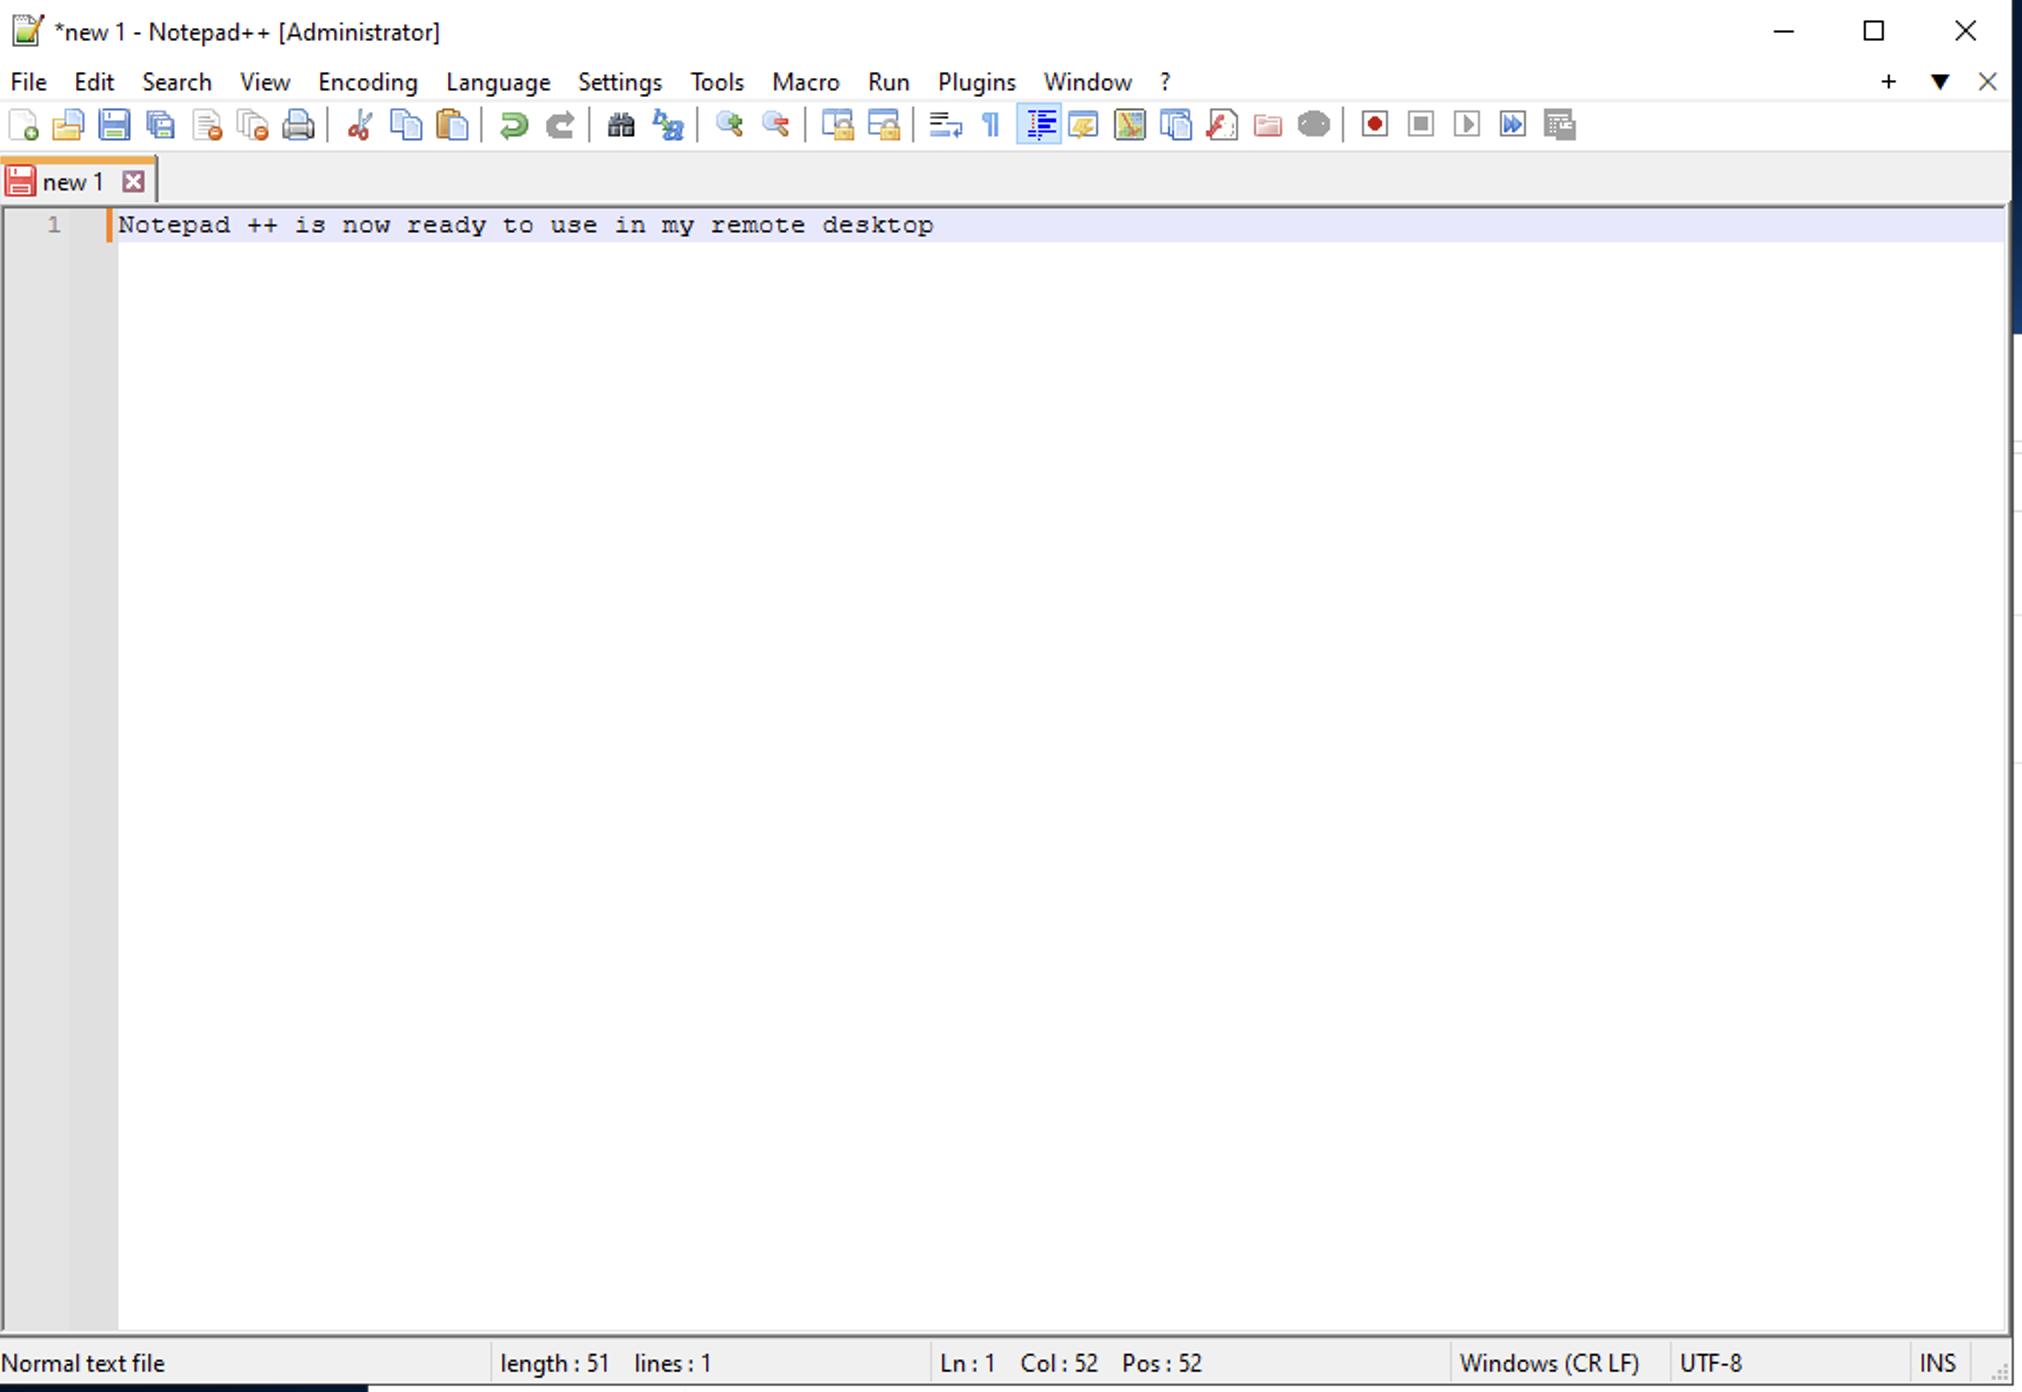 *new 1 - Notepad++ [Administrator]
File Edit Search View Encoding Language Settings Tools Macro Run Plugins Window ?
new 1
1 Notepad ++ is now ready to use in my remote desktop
Normal text file length : 51 lines : 1 Ln : 1 Col : 52 Pos : 52 Windows (CR LF) UTF-8 INS